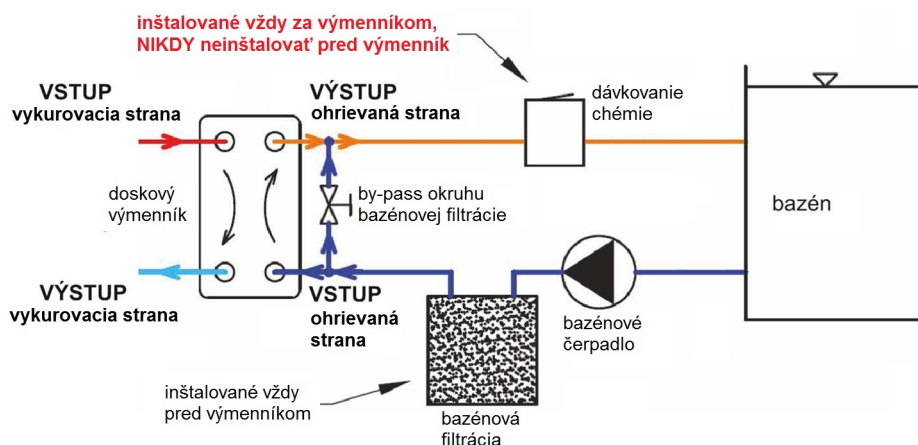 inštalované vždy za výmenníkom,
NIKDY neinštalovať pred výmenník
VSTUP
vykurovacia strana
VÝSTUP
ohrievaná strana
dávkovanie
chémie
doskový
výmenník
by-pass okruhu
bazénovej filtrácie
bazén
VÝSTUP
vykurovacia strana
VSTUP
ohrievaná
strana
bazénové
čerpadlo
inštalované vždy
pred výmenníkom
bazénová
filtrácia